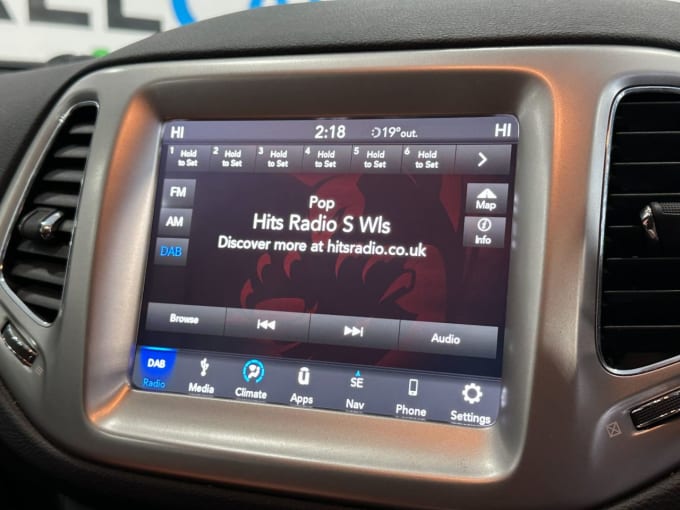 HI 2:18 19°out. HI
1 Hold to Set 2 Hold to Set 3 Hold to Set 4 Hold to Set 5 Hold to Set 6 Hold to Set
FM
AM
DAB
Pop
Hits Radio S Wls
Discover more at hitsradio.co.uk
Map
Info
Browse
Audio
DAB
Radio
Media
Climate
Apps
SE
Nav
Phone
Settings